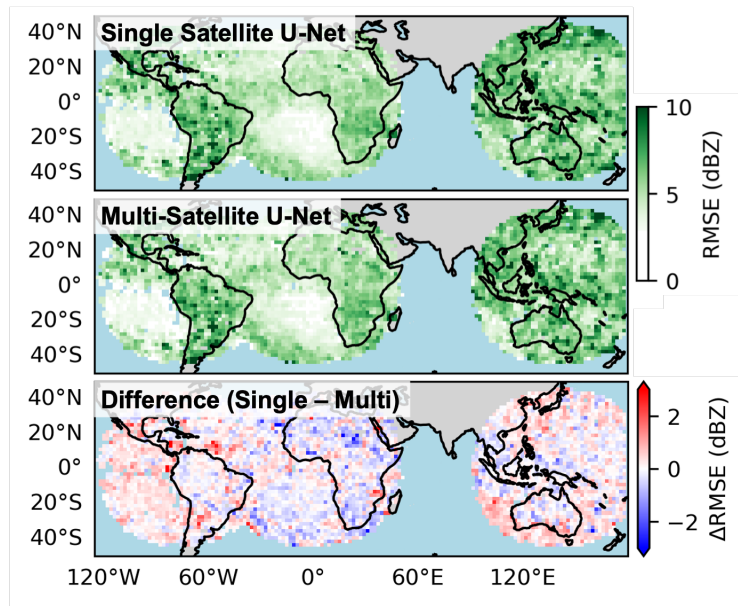 40°N
Single Satellite U-Net
20°N
0°
20°S
40°S
40°N
Multi-Satellite U-Net
20°N
0°
20°S
40°S
10
5
0
RMSE (dBZ)
40°N
Difference (Single – Multi)
20°N
0°
20°S
40°S
2
0
−2
ΔRMSE (dBZ)
120°W 60°W 0° 60°E 120°E